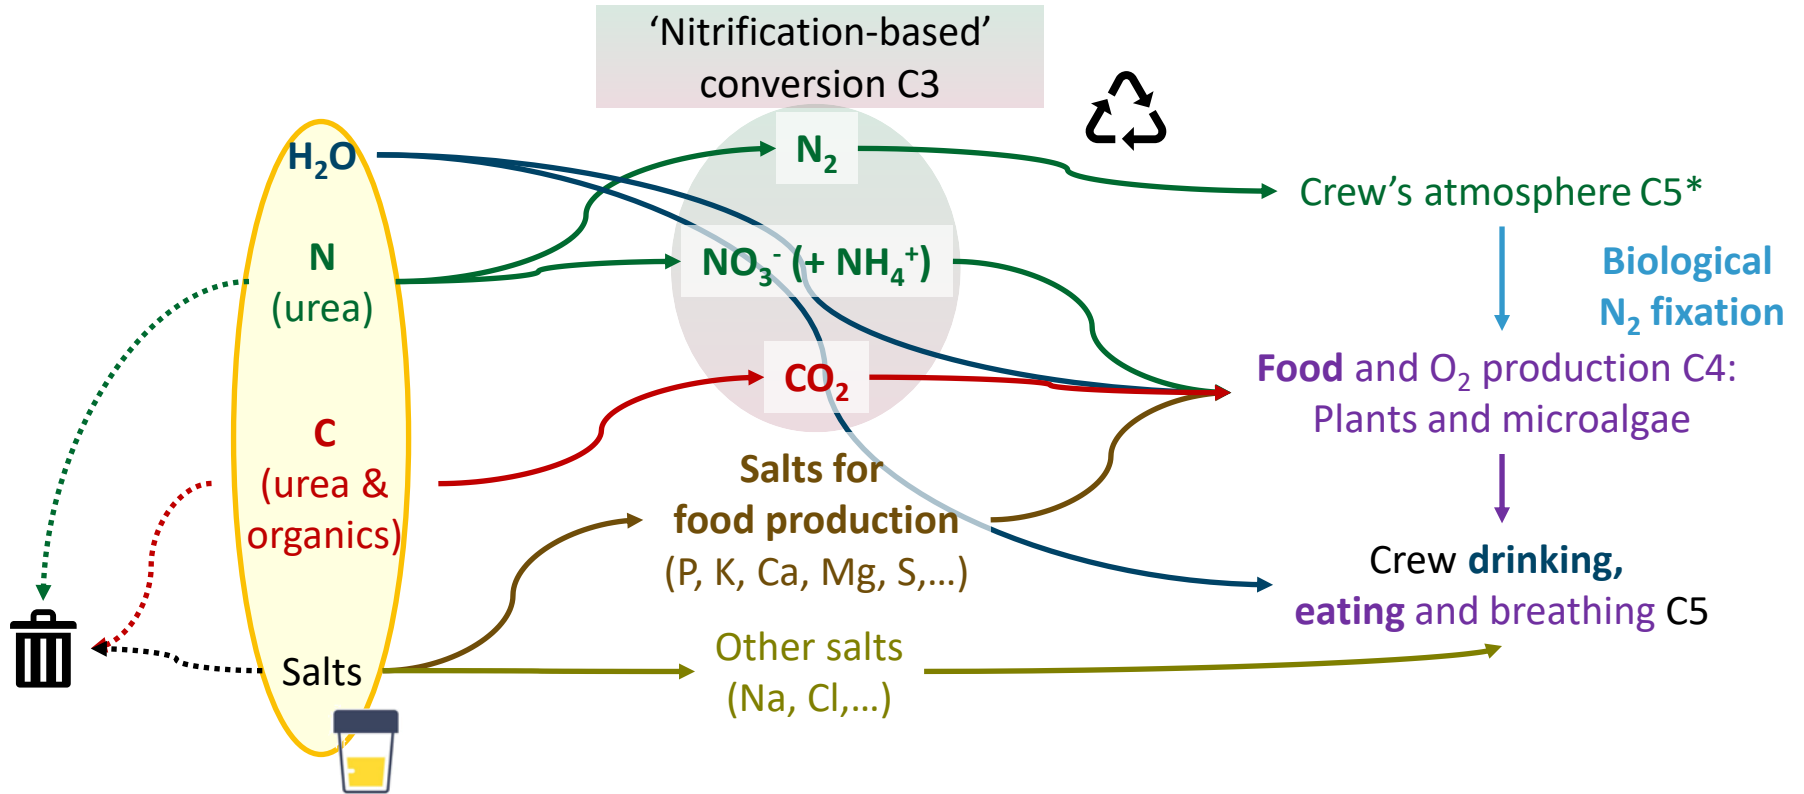 ‘Nitrification-based’
conversion C3
H₂O
N
(urea)
C
(urea &
organics)
Salts
N₂
NO₃⁻ (+ NH₄⁺)
CO₂
Salts for
food production
(P, K, Ca, Mg, S,...)
Other salts
(Na, Cl,...)
Crew’s atmosphere C5*
Biological
N₂ fixation
Food and O₂ production C4:
Plants and microalgae
Crew drinking,
eating and breathing C5